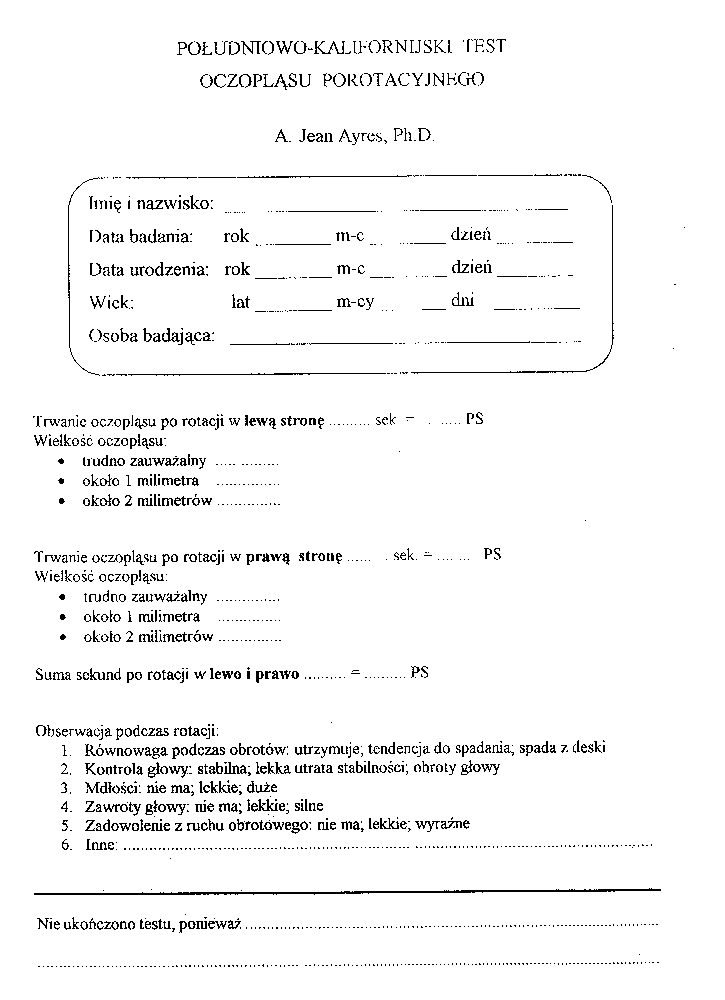 POŁUDNIOWO-KALIFORNIJSKI TEST
OCZOPLĄSU POROTACYJNEGO
A. Jean Ayres, Ph.D.
Imię i nazwisko: ____________________
Data badania: rok ________ m-c ________ dzień ________
Data urodzenia: rok ________ m-c ________ dzień ________
Wiek: lat ________ m-cy ________ dni ________
Osoba badająca: ____________________
Trwanie oczopląsu po rotacji w lewą stronę .......... sek. = .......... PS
Wielkość oczopląsu:
• trudno zauważalny ...............
• około 1 milimetra ...............
• około 2 milimetrów ...............
Trwanie oczopląsu po rotacji w prawą stronę .......... sek. = .......... PS
Wielkość oczopląsu:
• trudno zauważalny ...............
• około 1 milimetra ...............
• około 2 milimetrów ...............
Suma sekund po rotacji w lewo i prawo .......... = .......... PS
Obserwacja podczas rotacji:
1. Równowaga podczas obrotów: utrzymuje; tendencja do spadania; spada z deski
2. Kontrola głowy: stabilna; lekka utrata stabilności; obroty głowy
3. Mdłości: nie ma; lekkie; duże
4. Zawroty głowy: nie ma; lekkie; silne
5. Zadowolenie z ruchu obrotowego: nie ma; lekkie; wyraźne
6. Inne: ..............................
Nie ukończono testu, ponieważ ..............................
..............................